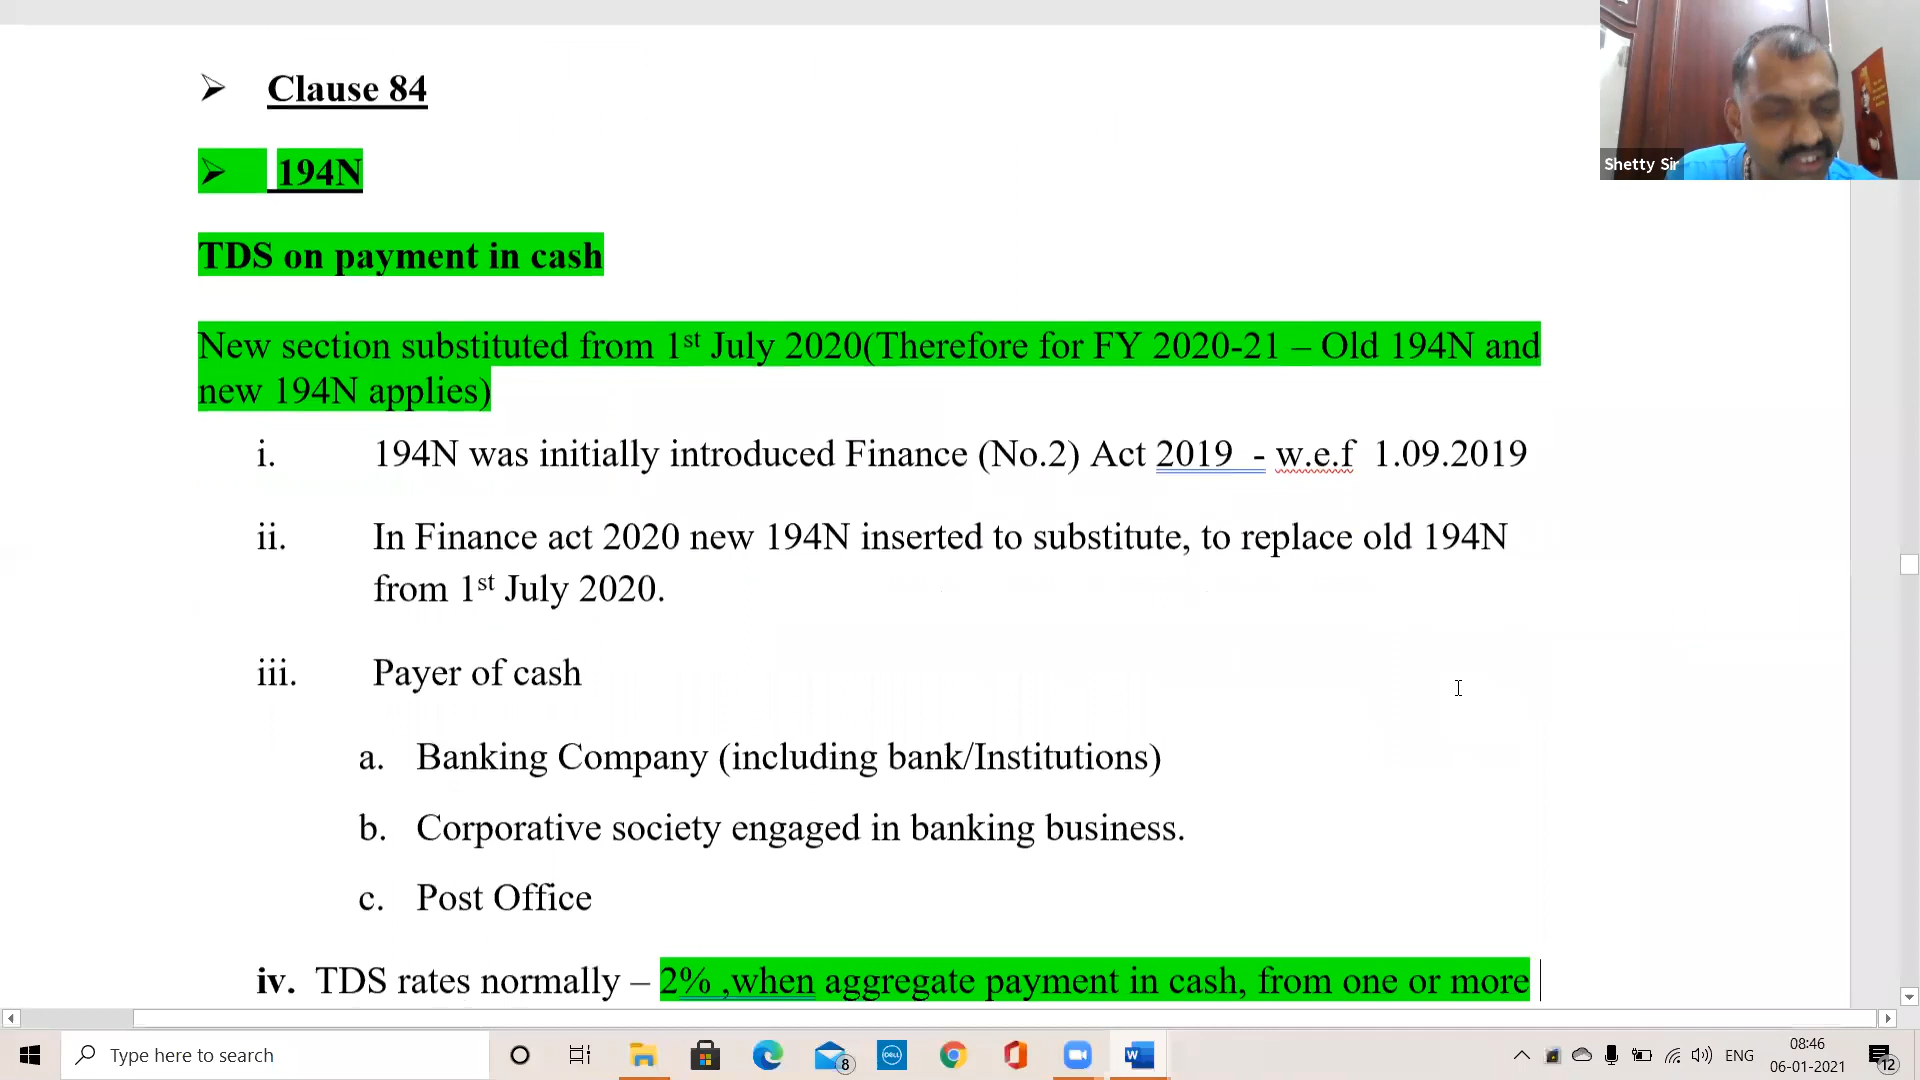 Clause 84
194N
TDS on payment in cash
New section substituted from 1st July 2020(Therefore for FY 2020-21 – Old 194N and
new 194N applies)
i. 194N was initially introduced Finance (No.2) Act 2019 - w.e.f 1.09.2019
ii. In Finance act 2020 new 194N inserted to substitute, to replace old 194N
from 1st July 2020.
iii. Payer of cash
a. Banking Company (including bank/Institutions)
b. Corporative society engaged in banking business.
c. Post Office
iv. TDS rates normally – 2% ,when aggregate payment in cash, from one or more
Shetty Sir
Type here to search
8
DELL
W
ENG
08:46
06-01-2021
12